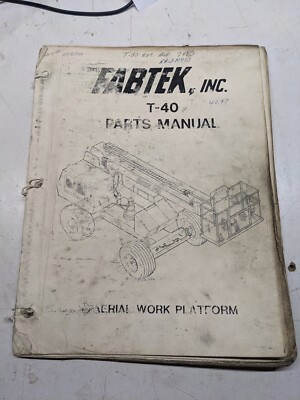 FABTEK, INC.
T-40
PARTS MANUAL
AERIAL WORK PLATFORM